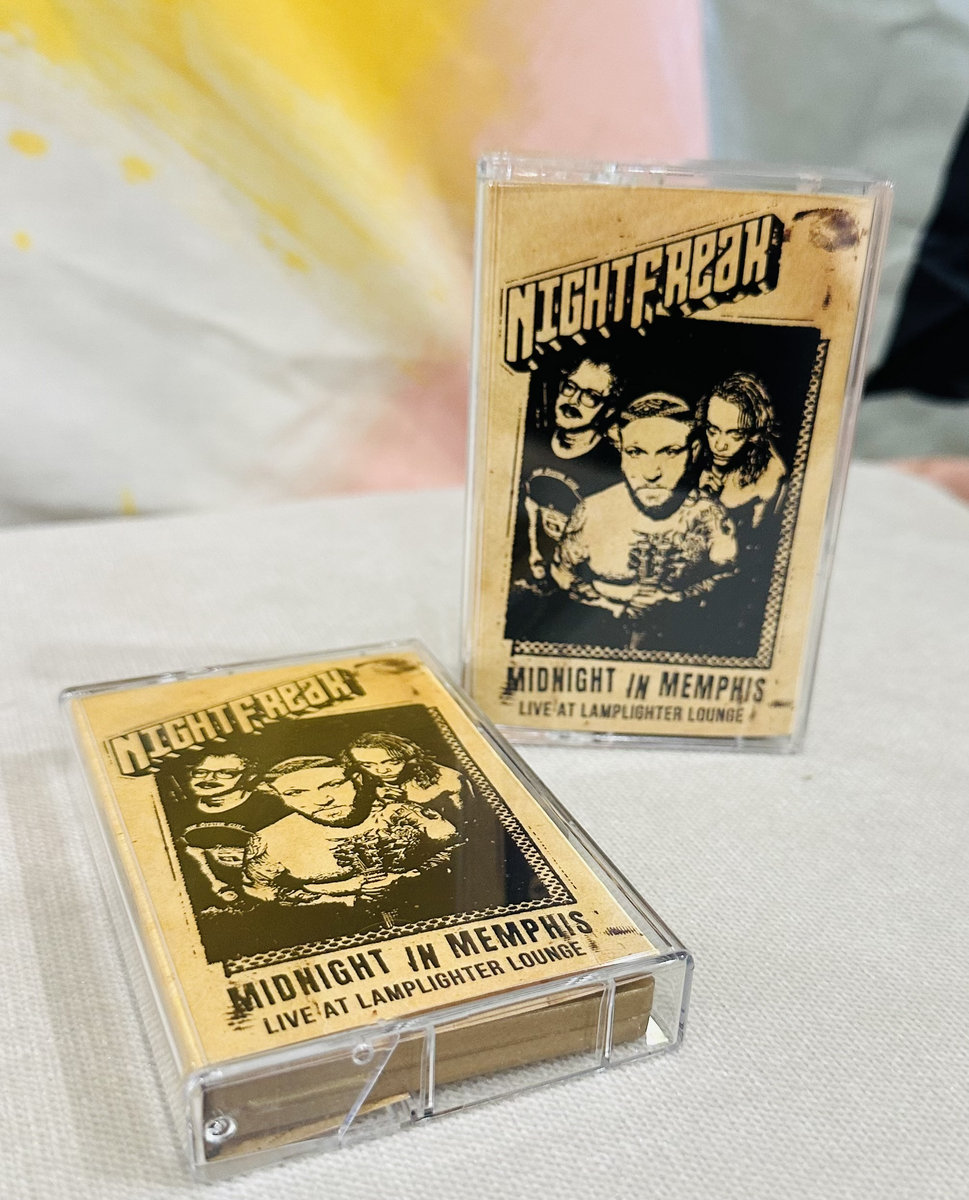 NIGHTFREAK
MIDNIGHT IN MEMPHIS
LIVE AT LAMPLIGHTER LOUNGE
NIGHTFREAK
MIDNIGHT IN MEMPHIS
LIVE AT LAMPLIGHTER LOUNGE